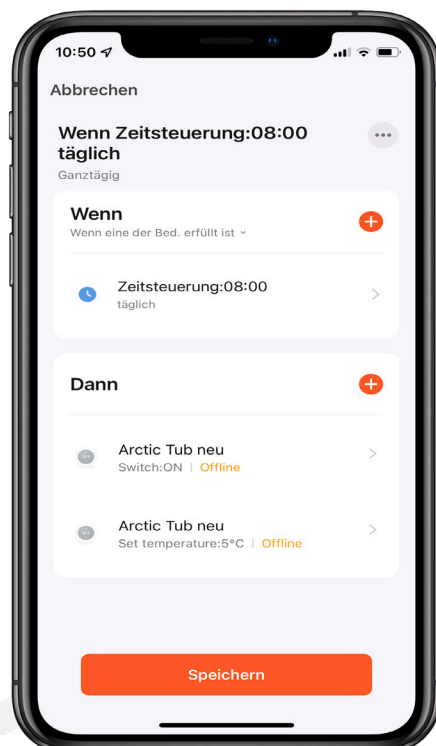 10:50
Abbrechen
Wenn Zeitsteuerung:08:00
täglich
Ganztägig
Wenn
Wenn eine der Bed. erfüllt ist
Zeitsteuerung:08:00
täglich
Dann
Arctic Tub neu
Switch:ON | Offline
Arctic Tub neu
Set temperature:5°C | Offline
Speichern